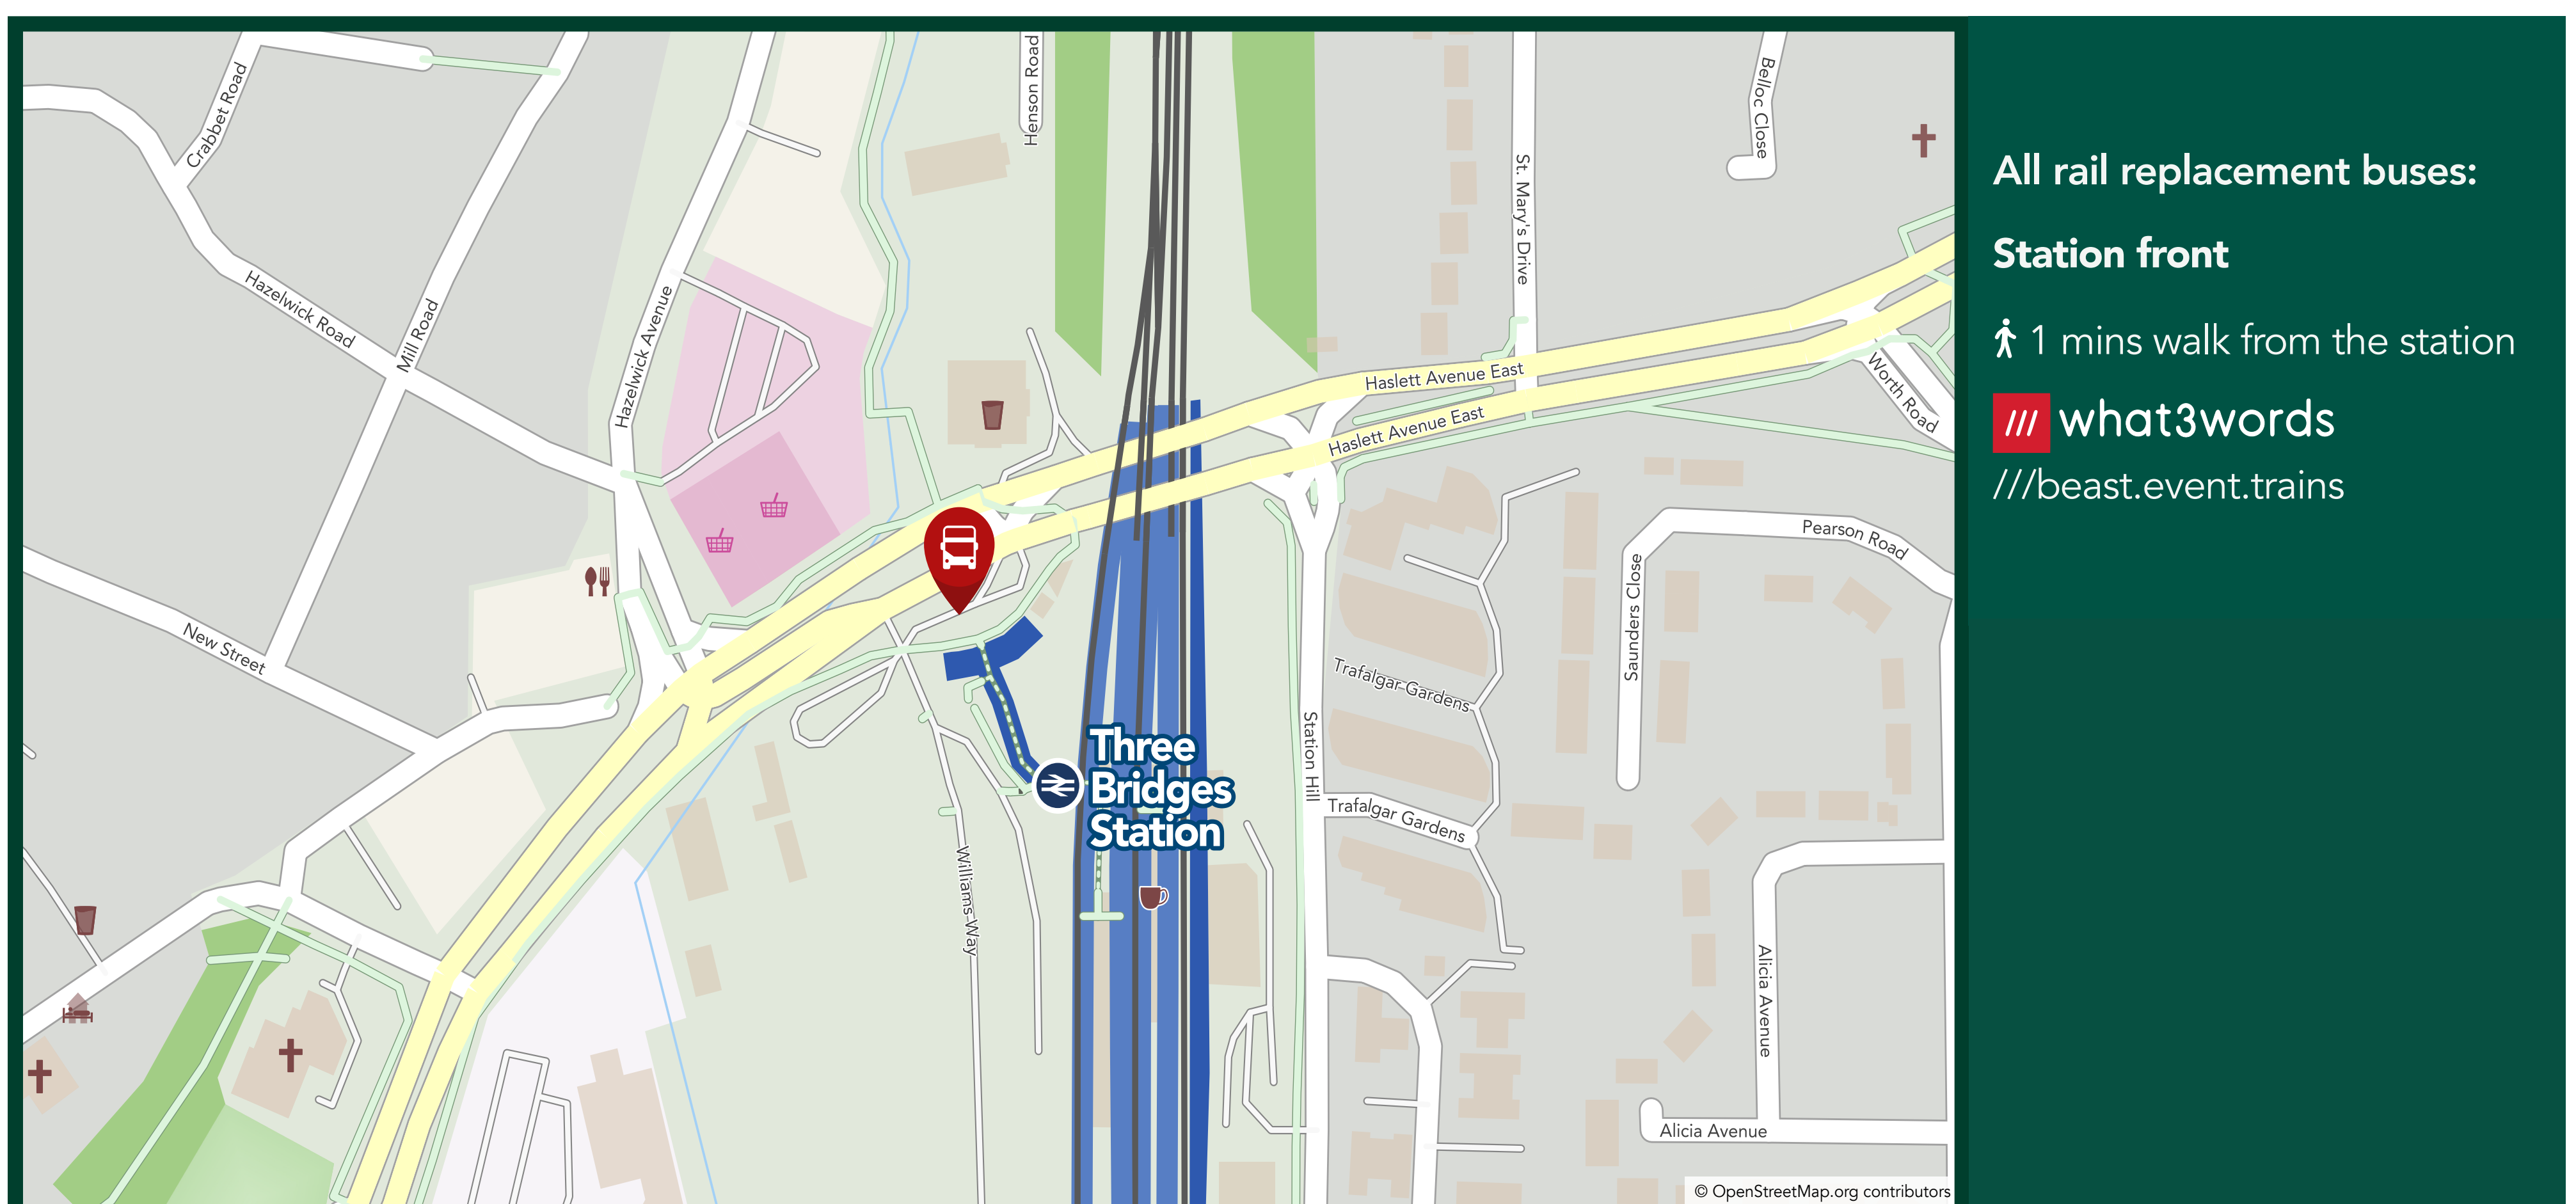 Crabbet Road
Henson Road
Belloc Close
St. Mary's Drive
Hazelwick Road
Mill Road
Hazelwick Avenue
Haslett Avenue East
Haslett Avenue East
Worth Road
Pearson Road
Saunders Close
New Street
Trafalgar Gardens
Three
Bridges
Station
Station Hill
Trafalgar Gardens
Williams Way
Alicia Avenue
Alicia Avenue
© OpenStreetMap.org contributors
All rail replacement buses:
Station front
1 mins walk from the station
/// what3words
///beast.event.trains